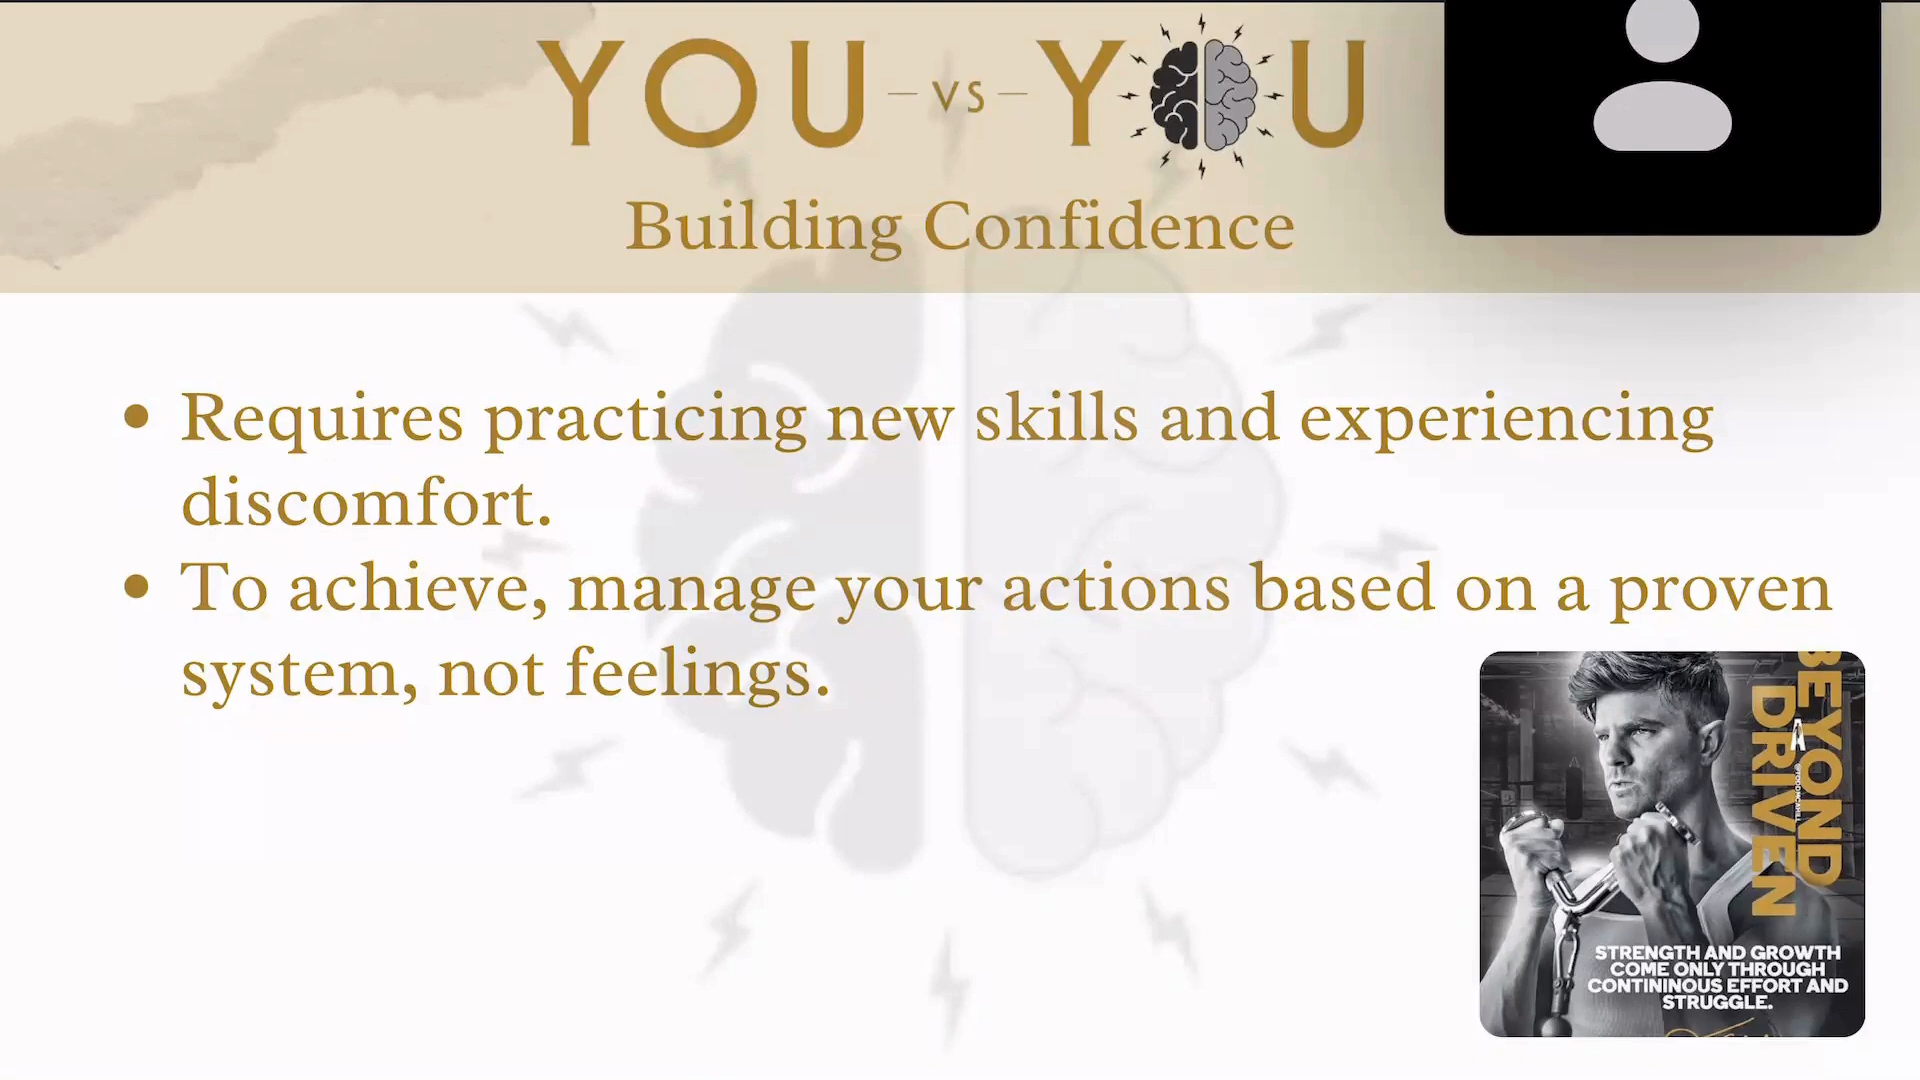 YOU vs YOU
Building Confidence
• Requires practicing new skills and experiencing
discomfort.
• To achieve, manage your actions based on a proven
system, not feelings.
BEYOND
DRIVEN
STRENGTH AND GROWTH
COME ONLY THROUGH
CONTININOUS EFFORT AND
STRUGGLE.